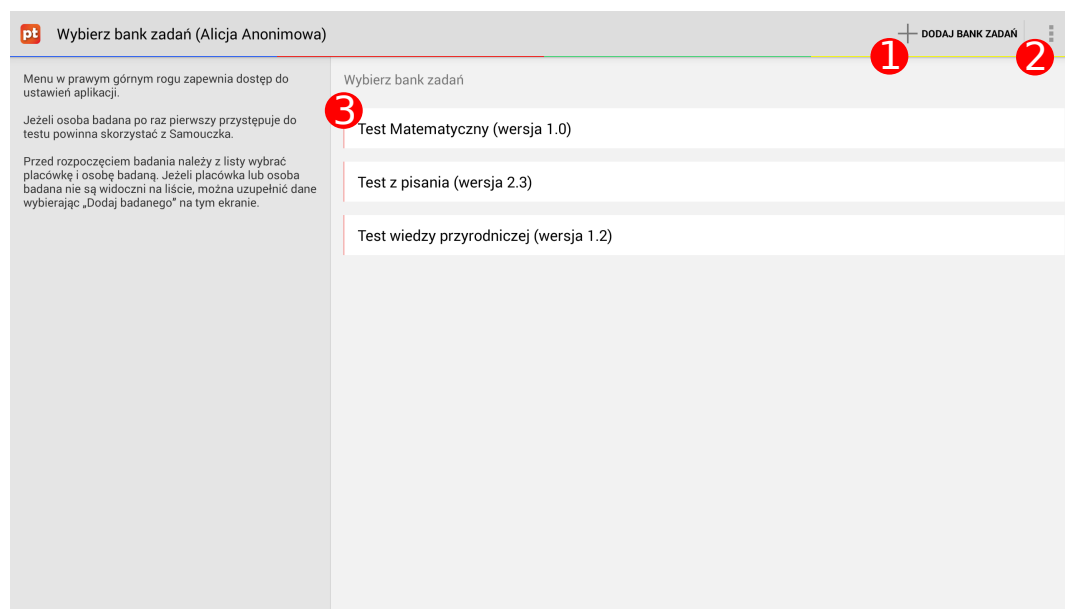 pt Wybierz bank zadań (Alicja Anonimowa)
DODAJ BANK ZADAŃ
1
2
Menu w prawym górnym rogu zapewnia dostęp do
ustawień aplikacji.
Jeżeli osoba badana po raz pierwszy przystępuje do
testu powinna skorzystać z Samouczka.
Przed rozpoczęciem badania należy z listy wybrać
placówkę i osobę badaną. Jeżeli placówka lub osoba
badana nie są widoczni na liście, można uzupełnić dane
wybierając „Dodaj badanego” na tym ekranie.
Wybierz bank zadań
3
Test Matematyczny (wersja 1.0)
Test z pisania (wersja 2.3)
Test wiedzy przyrodniczej (wersja 1.2)